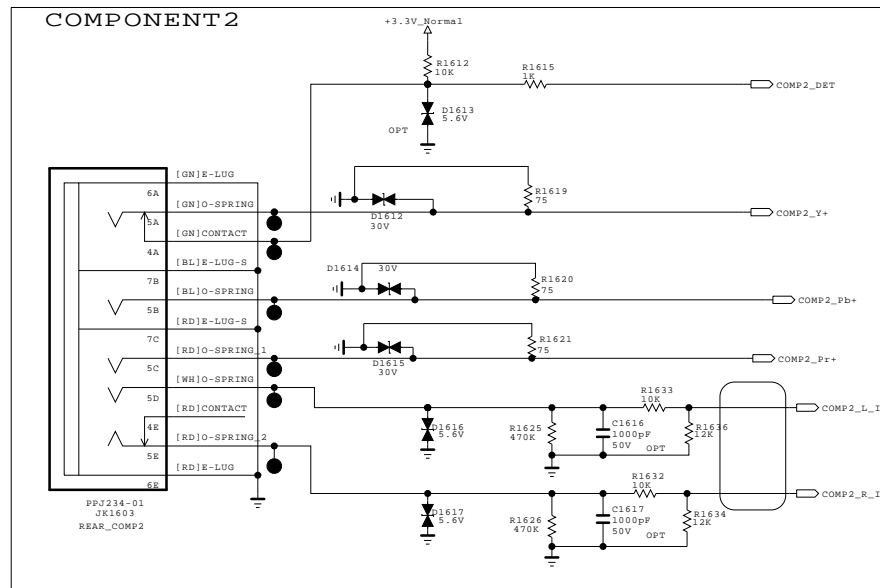 COMPONENT2
+3.3V_Normal
R1612
10K
R1615
1K
COMP2_DET
D1613
5.6V
OPT
[GN]E-LUG
6A
[GN]O-SPRING
5A
[GN]CONTACT
4A
[BL]E-LUG-S
7B
[BL]O-SPRING
5B
[RD]E-LUG-S
7C
[RD]O-SPRING_1
5C
[WH]O-SPRING
5D
[RD]CONTACT
4E
[RD]O-SPRING_2
5E
[RD]E-LUG
6E
PPJ234-01
JK1603
REAR_COMP2
R1619
75
D1612
30V
COMP2_Y+
D1614
30V
R1620
75
COMP2_Pb+
R1621
75
D1615
30V
COMP2_Pr+
R1633
10K
COMP2_L_I
D1616
5.6V
R1625
470K
C1616
1000pF
50V
OPT
R1636
12K
R1632
10K
COMP2_R_I
D1617
5.6V
R1626
470K
C1617
1000pF
50V
OPT
R1634
12K